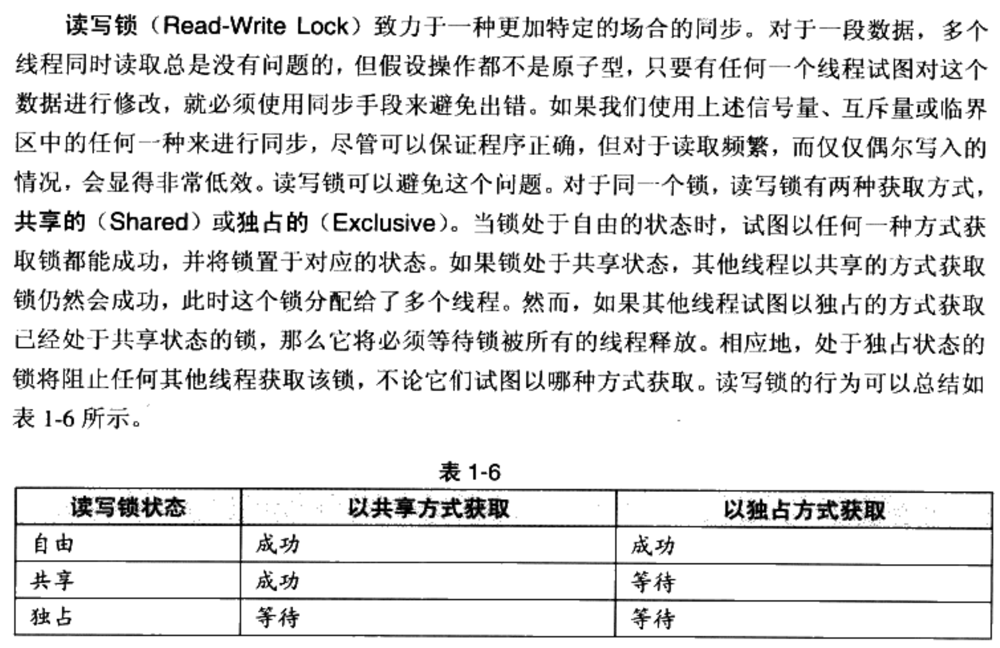 读写锁（Read-Write Lock）致力于一种更加特定的场合的同步。对于一段数据，多个
线程同时读取总是没有问题的，但假设操作都不是原子型，只要有任何一个线程试图对这个
数据进行修改，就必须使用同步手段来避免出错。如果我们使用上述信号量、互斥量或临界
区中的任何一种来进行同步，尽管可以保证程序正确，但对于读取频繁，而仅仅偶尔写入的
情况，会显得非常低效。读写锁可以避免这个问题。对于同一个锁，读写锁有两种获取方式，
共享的（Shared）或独占的（Exclusive）。当锁处于自由的状态时，试图以任何一种方式获
取锁都能成功，并将锁置于对应的状态。如果锁处于共享状态，其他线程以共享的方式获取
锁仍然会成功，此时这个锁分配给了多个线程。然而，如果其他线程试图以独占的方式获取
已经处于共享状态的锁，那么它将必须等待锁被所有的线程释放。相应地，处于独占状态的
锁将阻止任何其他线程获取该锁，不论它们试图以哪种方式获取。读写锁的行为可以总结如
表 1-6 所示。
表 1-6
读写锁状态 以共享方式获取 以独占方式获取
自由 成功 成功
共享 成功 等待
独占 等待 等待